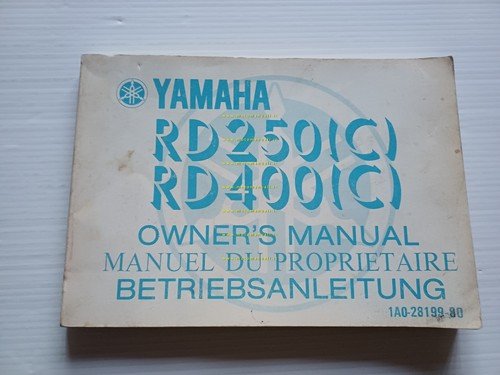 YAMAHA
RD250(C)
RD400(C)
OWNER'S MANUAL
MANUEL DU PROPRIETAIRE
BETRIEBSANLEITUNG
1A0-28199-80